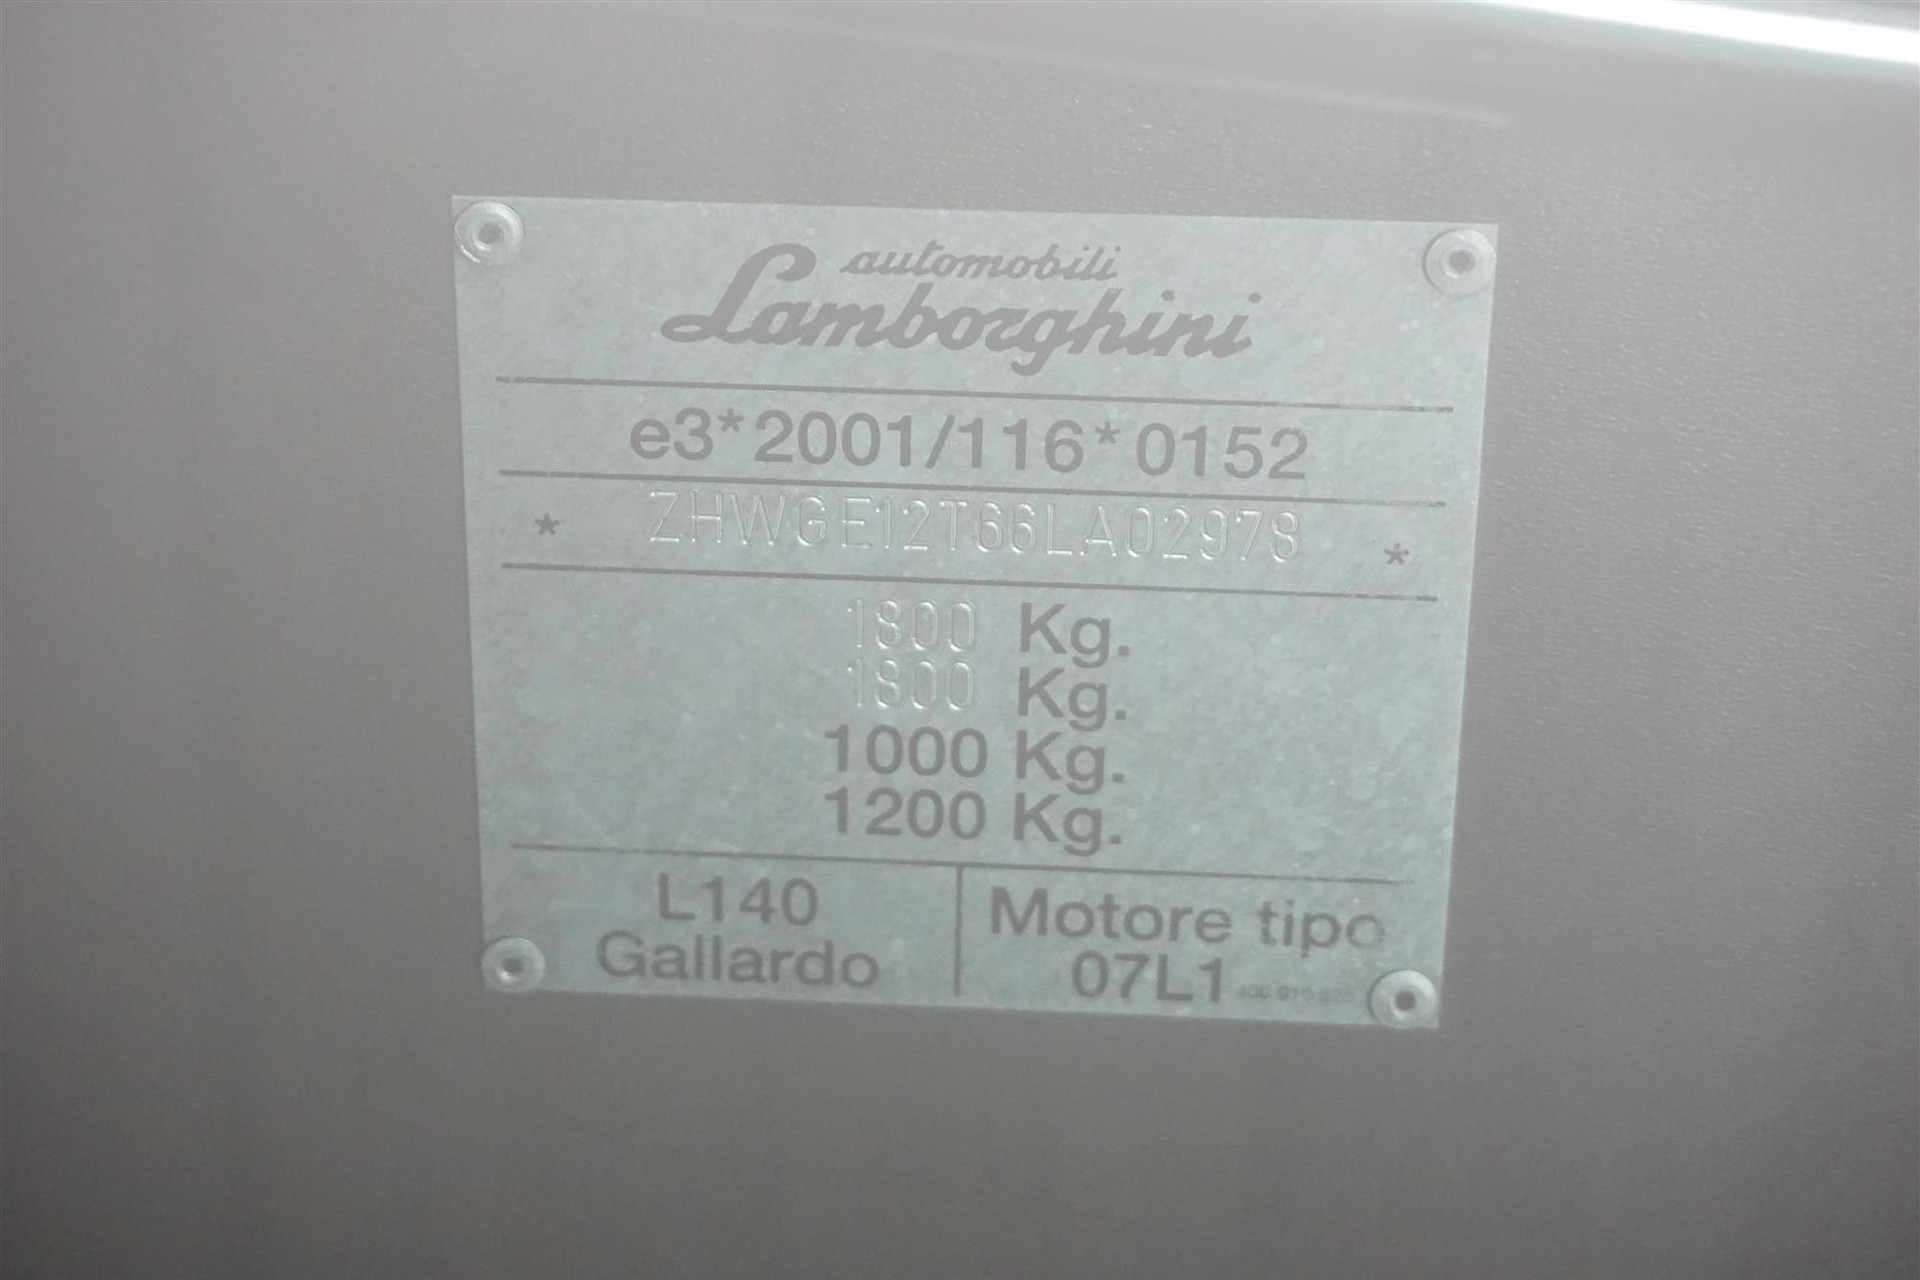 automobili
Lamborghini
e3*2001/116*0152
* ZHWGE12T66LA02978 *
1800 Kg.
1800 Kg.
1000 Kg.
1200 Kg.
L140
Gallardo
Motore tipo
07L1